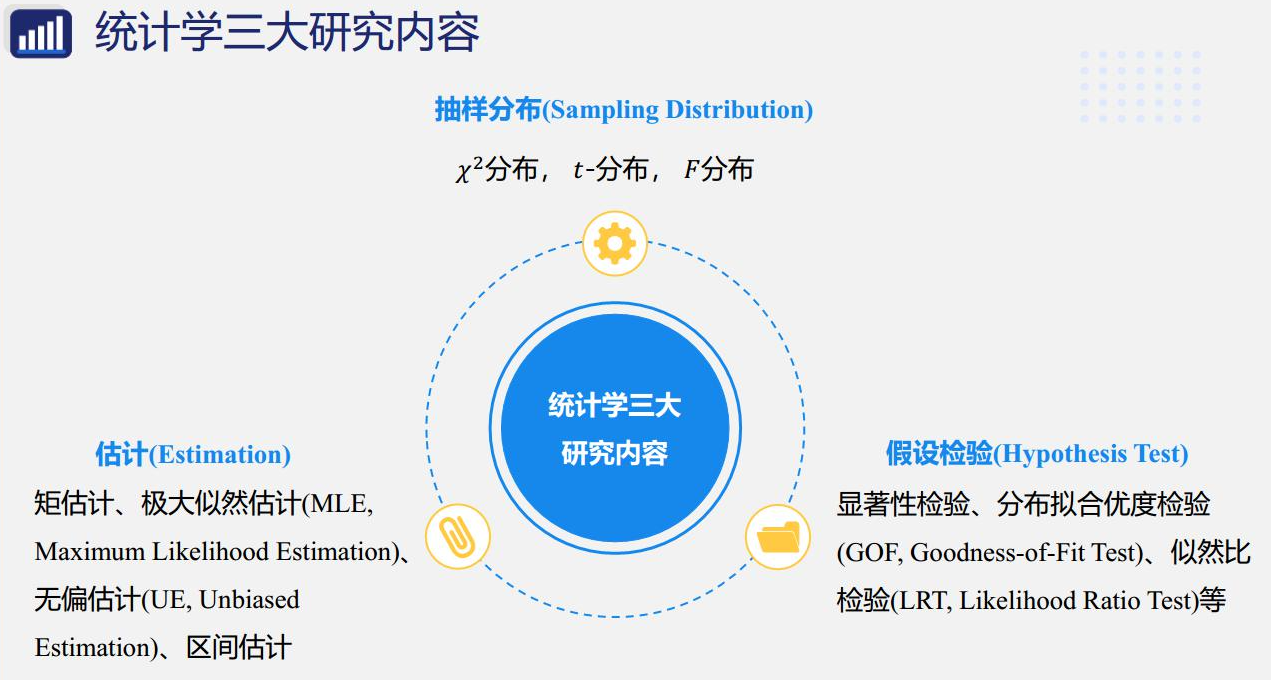 统计学三大研究内容
抽样分布(Sampling Distribution)
χ²分布， t-分布， F分布
统计学三大
研究内容
估计(Estimation)
矩估计、极大似然估计(MLE,
Maximum Likelihood Estimation)、
无偏估计(UE, Unbiased
Estimation)、区间估计
假设检验(Hypothesis Test)
显著性检验、分布拟合优度检验
(GOF, Goodness-of-Fit Test)、似然比
检验(LRT, Likelihood Ratio Test)等